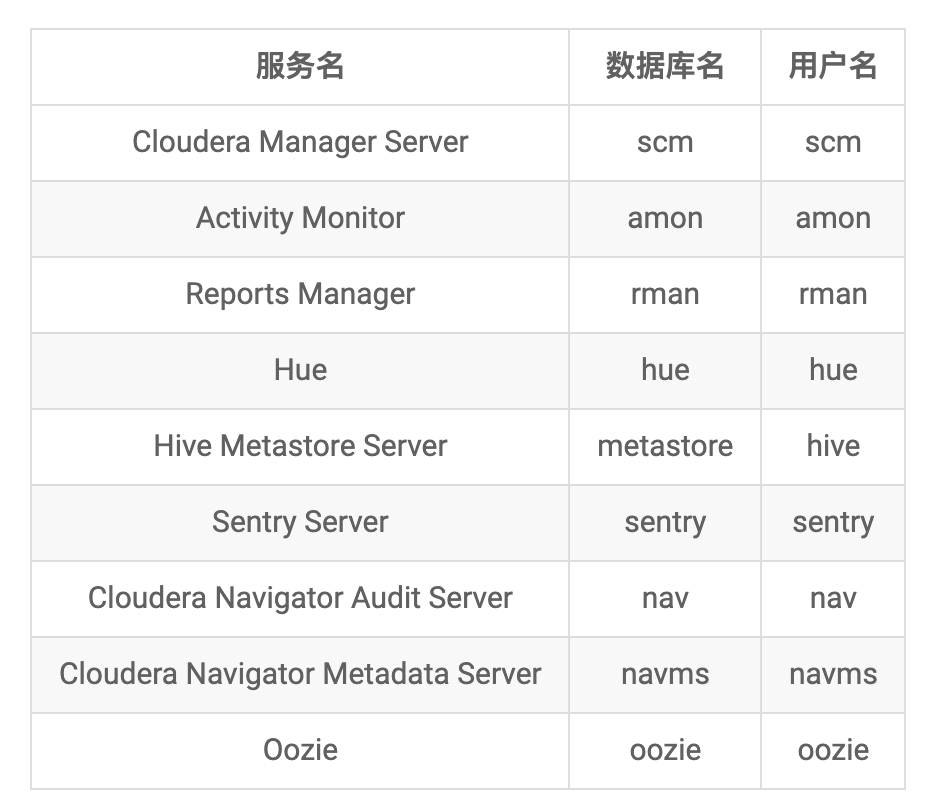 服务名 数据库名 用户名
Cloudera Manager Server scm scm
Activity Monitor amon amon
Reports Manager rman rman
Hue hue hue
Hive Metastore Server metastore hive
Sentry Server sentry sentry
Cloudera Navigator Audit Server nav nav
Cloudera Navigator Metadata Server navms navms
Oozie oozie oozie